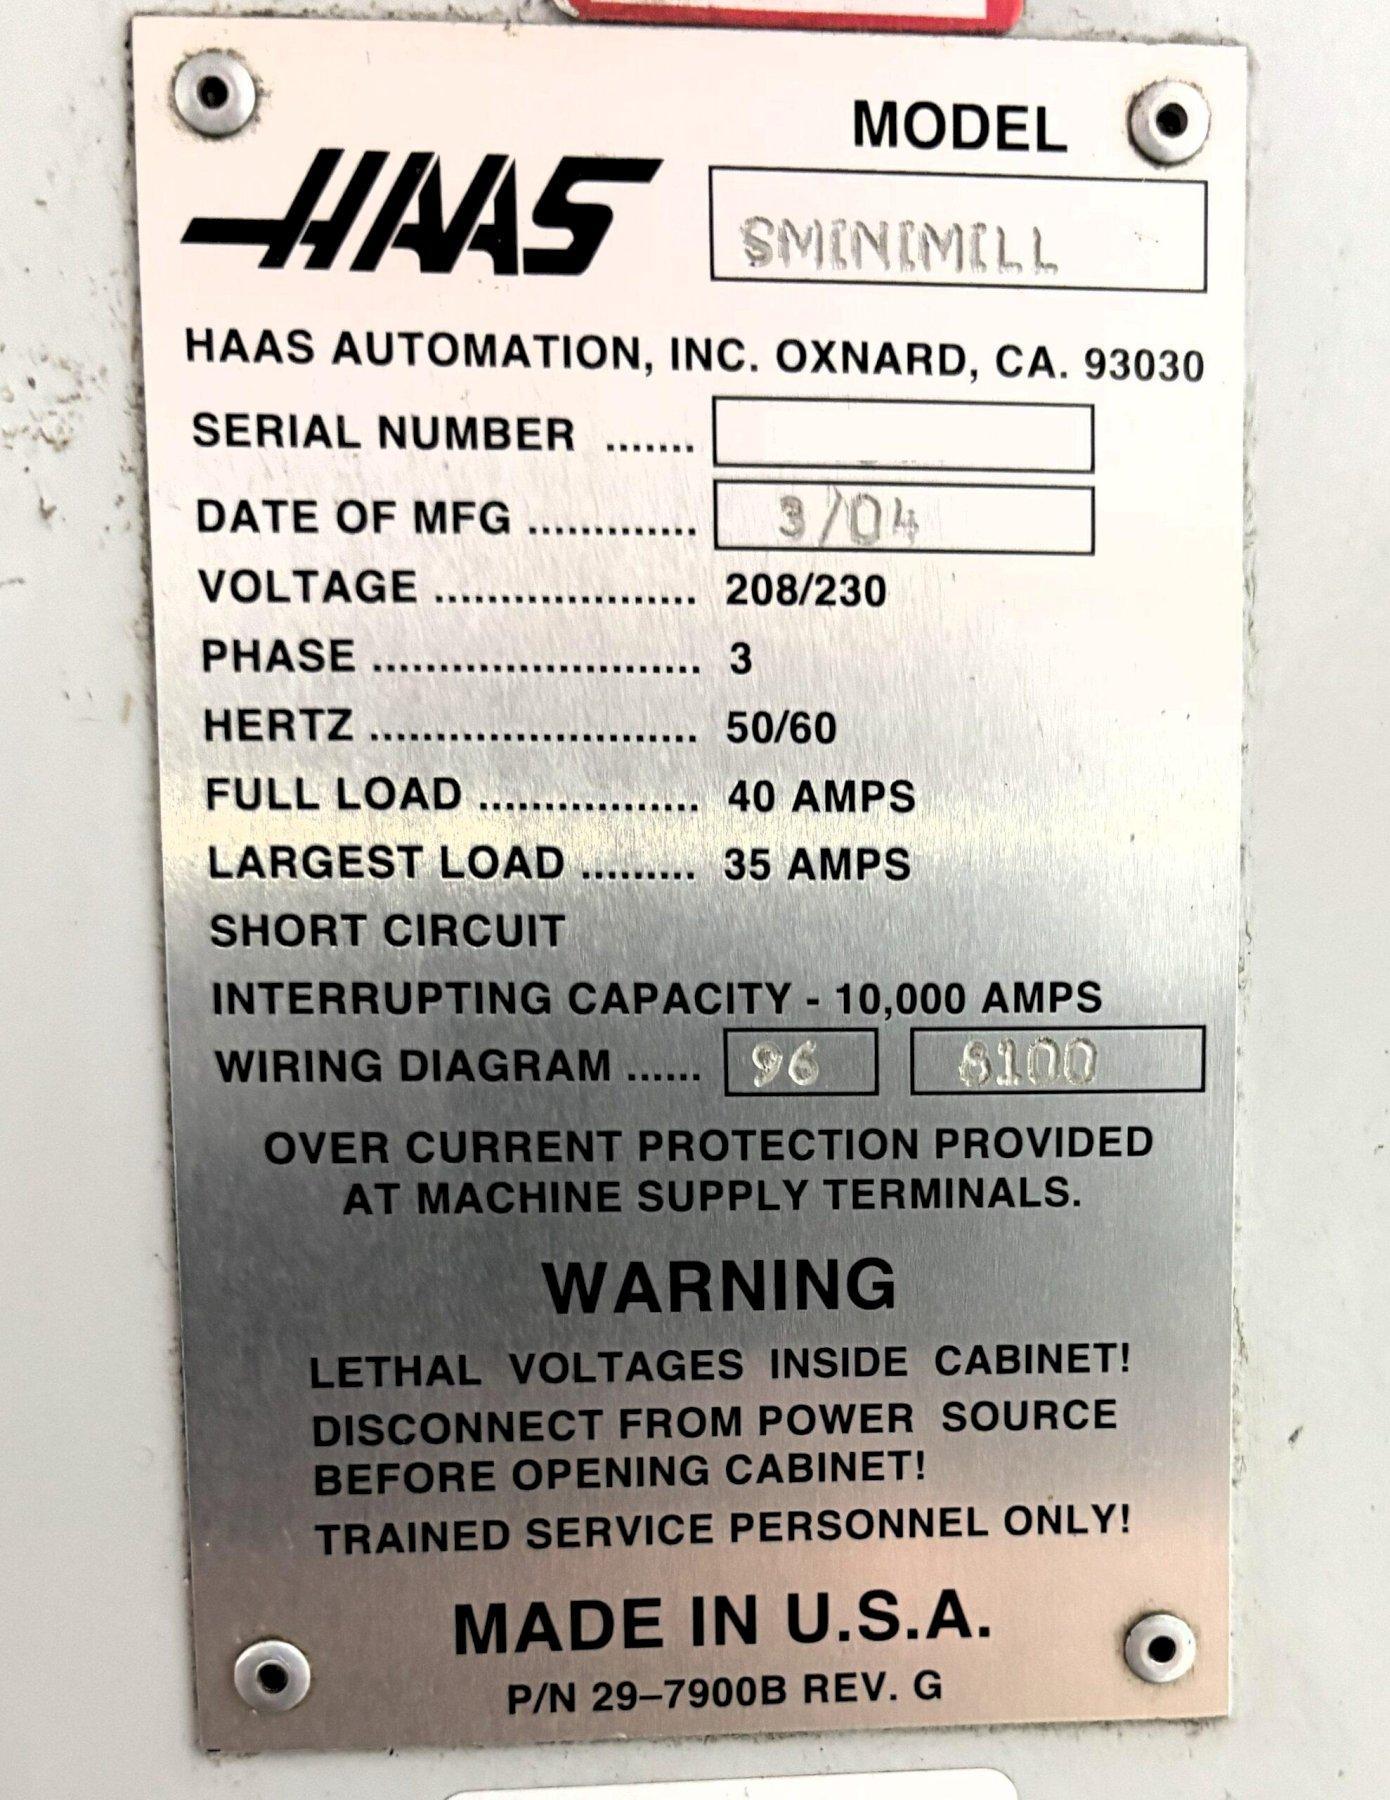 MODEL
HAAS
SMINIMILL
HAAS AUTOMATION, INC. OXNARD, CA. 93030
SERIAL NUMBER .......
DATE OF MFG ............. 3/04
VOLTAGE .................... 208/230
PHASE ......................... 3
HERTZ ......................... 50/60
FULL LOAD ................. 40 AMPS
LARGEST LOAD ......... 35 AMPS
SHORT CIRCUIT
INTERRUPTING CAPACITY - 10,000 AMPS
WIRING DIAGRAM ...... 96 8100
OVER CURRENT PROTECTION PROVIDED
AT MACHINE SUPPLY TERMINALS.
WARNING
LETHAL VOLTAGES INSIDE CABINET!
DISCONNECT FROM POWER SOURCE
BEFORE OPENING CABINET!
TRAINED SERVICE PERSONNEL ONLY!
MADE IN U.S.A.
P/N 29-7900B REV. G